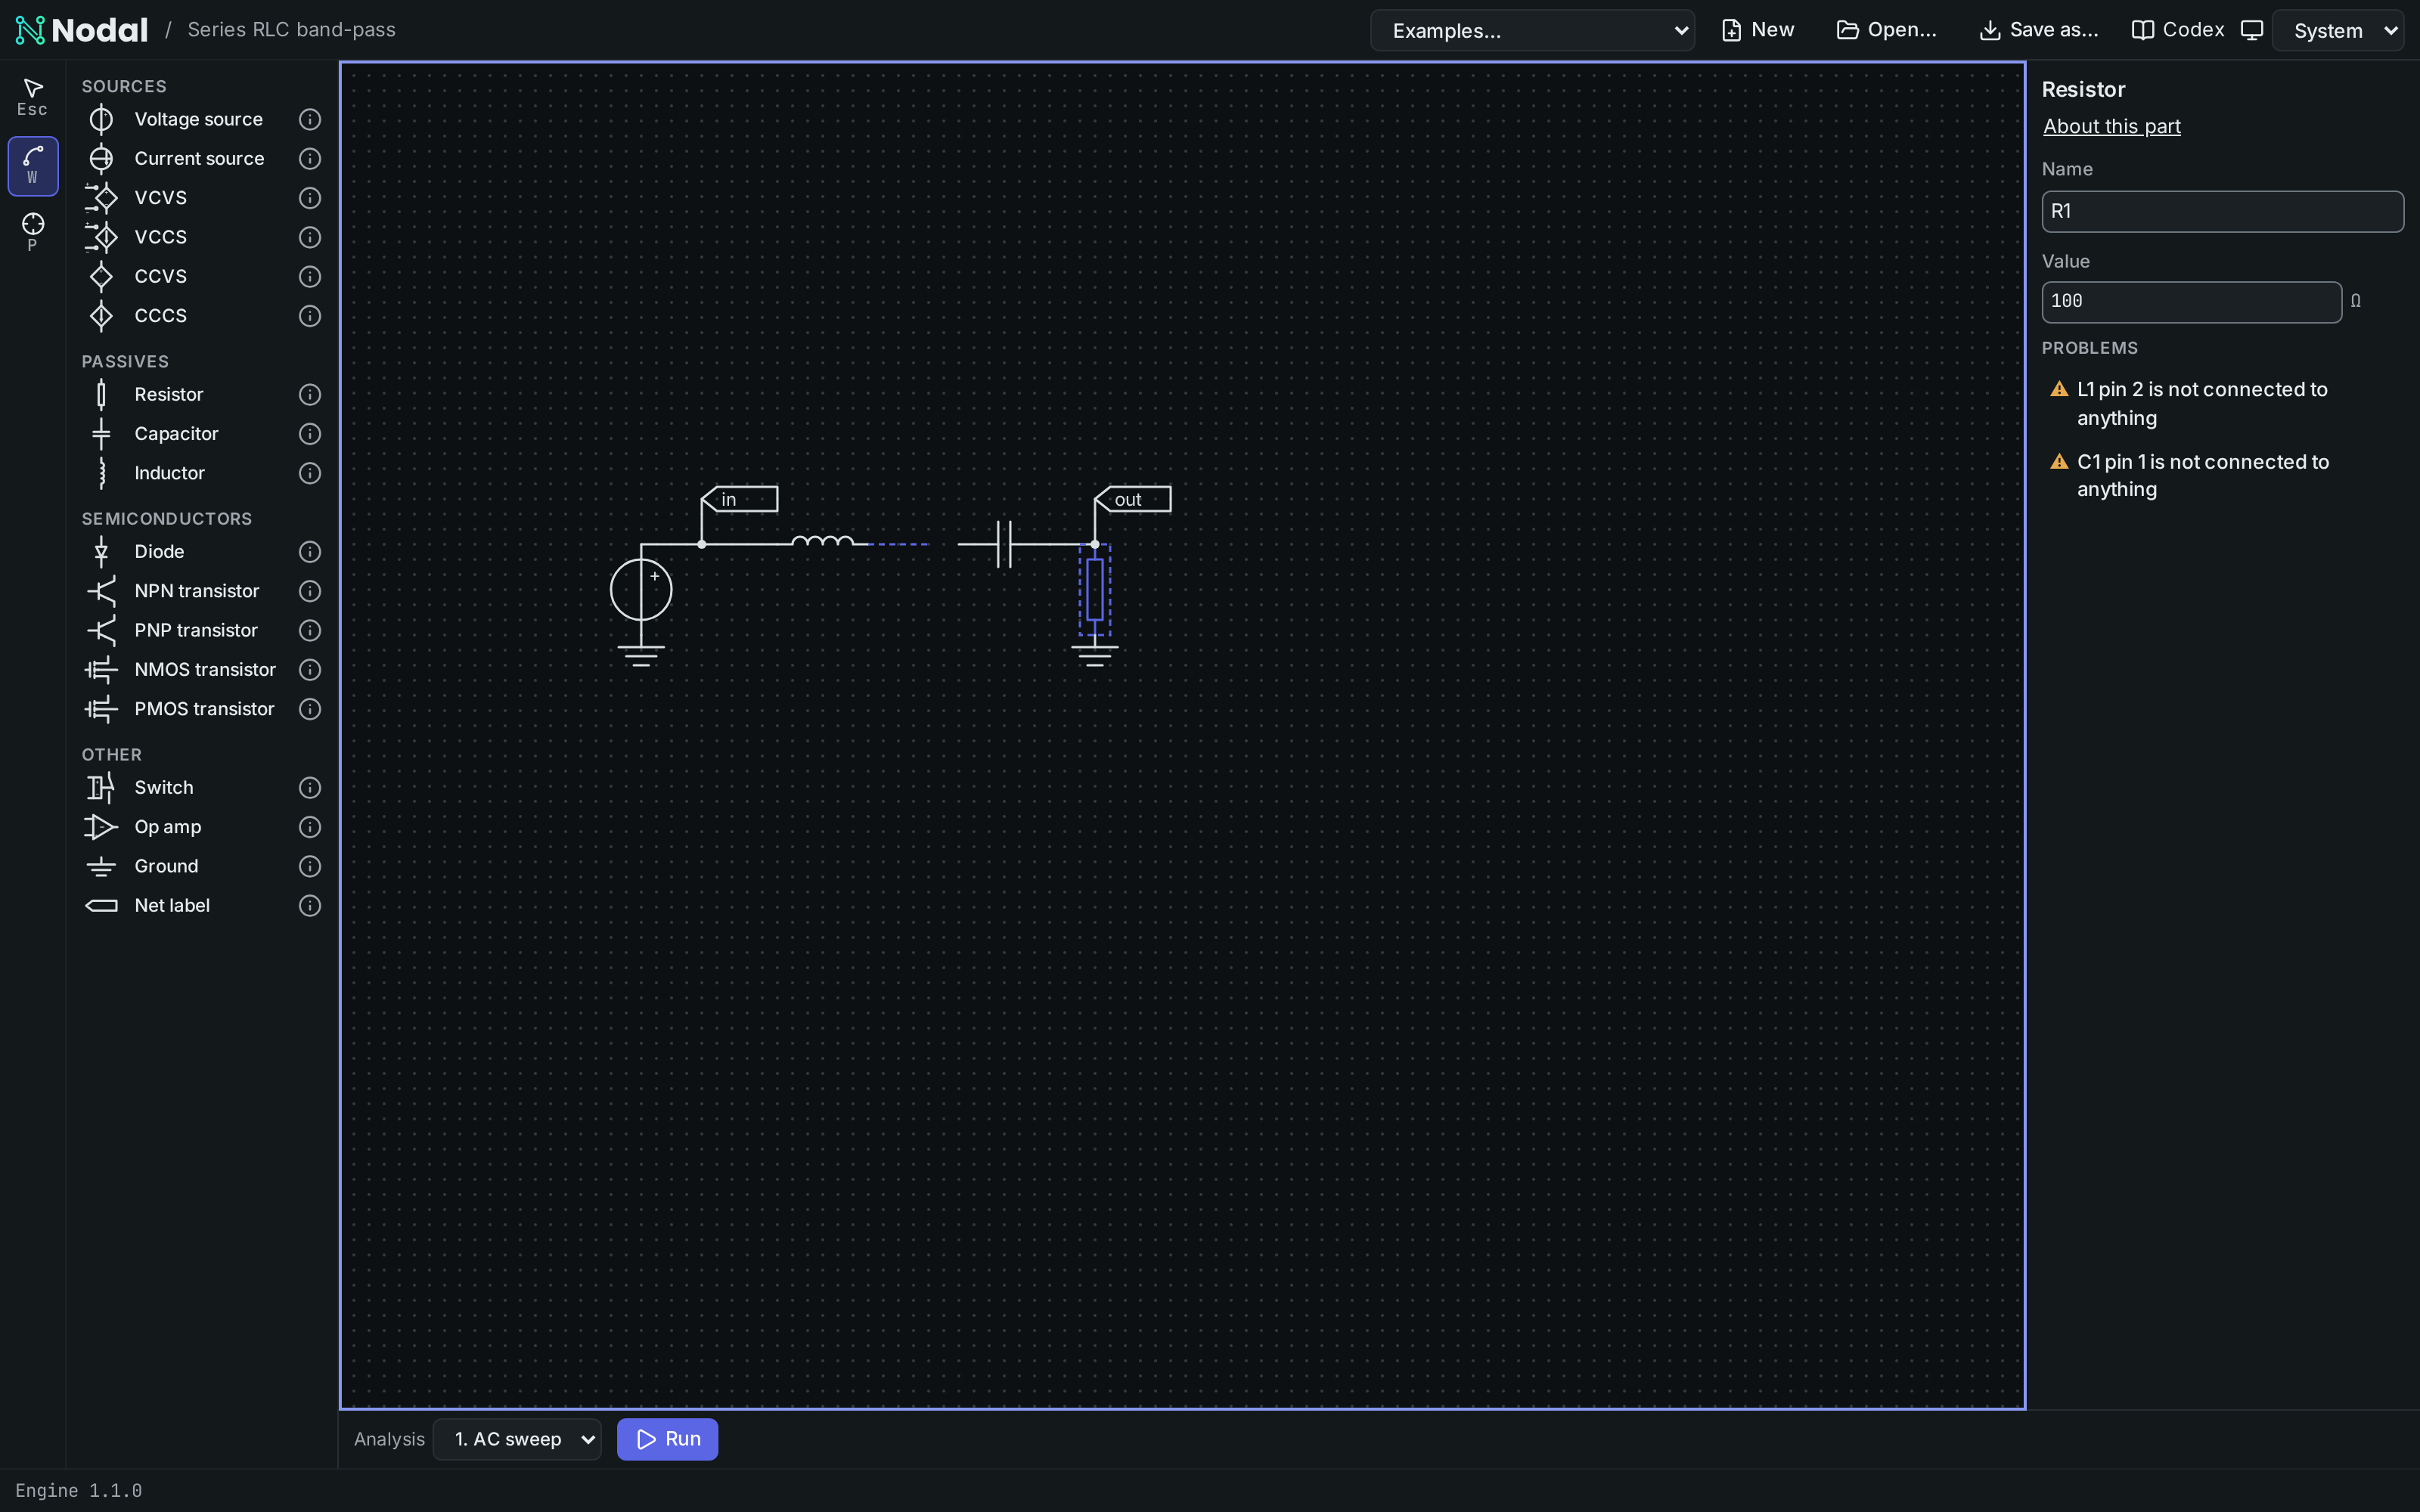 Nodal / Series RLC band-pass
Examples...
New
Open...
Save as...
Codex
System
Esc
W
P
SOURCES
Voltage source
Current source
VCVS
VCCS
CCVS
CCCS
PASSIVES
Resistor
Capacitor
Inductor
SEMICONDUCTORS
Diode
NPN transistor
PNP transistor
NMOS transistor
PMOS transistor
OTHER
Switch
Op amp
Ground
Net label
in
out
+
Resistor
About this part
Name
R1
Value
100 Ω
PROBLEMS
L1 pin 2 is not connected to
anything
C1 pin 1 is not connected to
anything
Analysis
1. AC sweep
Run
Engine 1.1.0